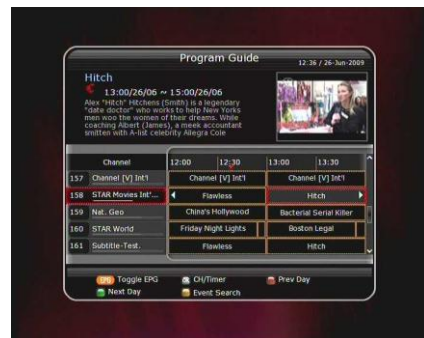 Program Guide
12:36 / 26-Jun-2009
Hitch
13:00/26/06 ~ 15:00/26/06
Alex "Hitch" Hitchens (Smith) is a legendary
"date doctor" who works to help New Yorks
men woo the women of their dreams. While
coaching Albert (James), a meek accountant
smitten with A-list celebrity Allegra Cole
Channel 12:00 12:30 13:00 13:30
157 Channel [V] Int'l Channel [V] Int'l Channel [V] Int'l
158 STAR Movies Int'... Flawless Hitch
159 Nat. Geo China's Hollywood Bacterial Serial Killer
160 STAR World Friday Night Lights Boston Legal
161 Subtitle-Test. Flawless Hitch
EPG Toggle EPG CH/Timer Prev Day
Next Day Event Search